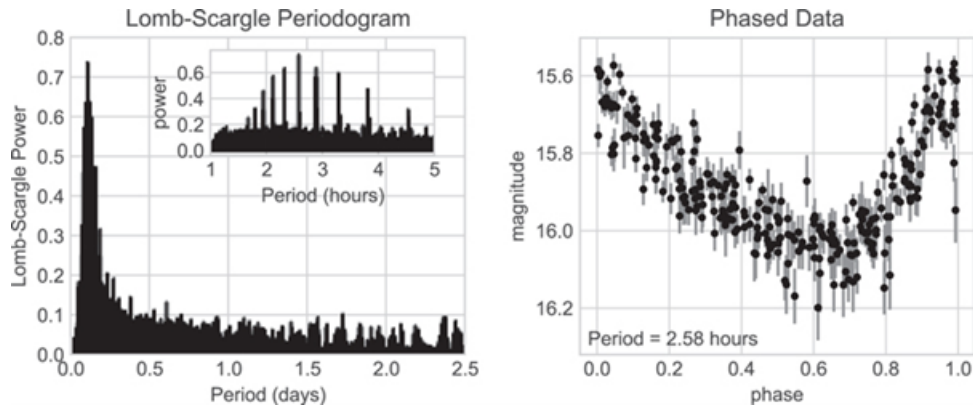 Lomb-Scargle Periodogram
0.8
0.7
0.6
0.5
0.4
0.3
0.2
0.1
0.0
Lomb-Scargle Power
0.0 0.5 1.0 1.5 2.0 2.5
Period (days)
power
0.6
0.4
0.2
0.0
1 2 3 4 5
Period (hours)
Phased Data
magnitude
15.6
15.8
16.0
16.2
Period = 2.58 hours
0.0 0.2 0.4 0.6 0.8 1.0
phase